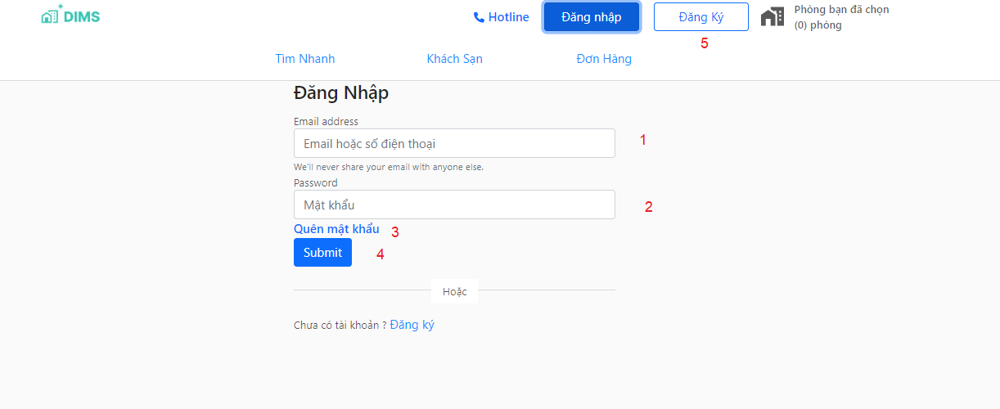 DIMS
Hotline
Đăng nhập
Đăng Ký
Phòng bạn đã chọn
(0) phòng
5
Tìm Nhanh
Khách Sạn
Đơn Hàng
Đăng Nhập
Email address
Email hoặc số điện thoại
1
We'll never share your email with anyone else.
Password
Mật khẩu
2
Quên mật khẩu
3
Submit
4
Hoặc
Chưa có tài khoản ? Đăng ký